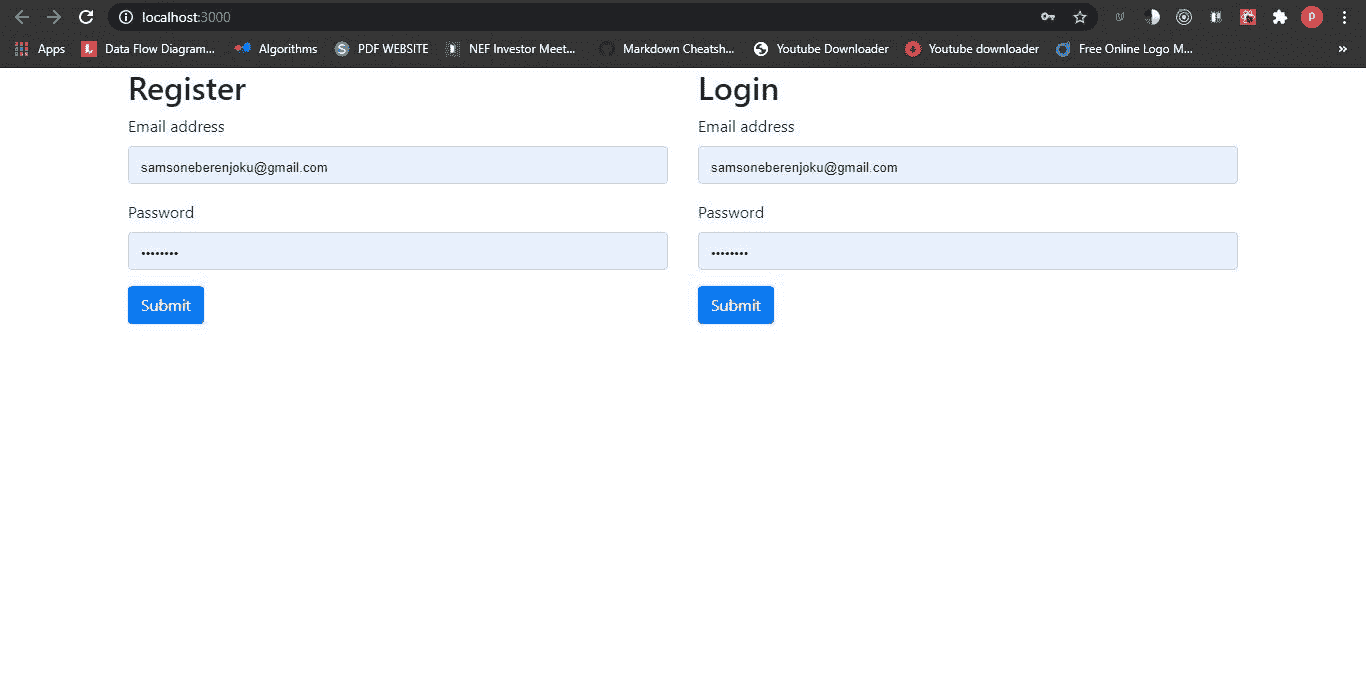 localhost:3000
Apps Data Flow Diagram... Algorithms PDF WEBSITE NEF Investor Meet... Markdown Cheatsh... Youtube Downloader Youtube downloader Free Online Logo M... »
Register
Email address
samsoneberenjoku@gmail.com
Password
••••••••
Submit
Login
Email address
samsoneberenjoku@gmail.com
Password
••••••••
Submit